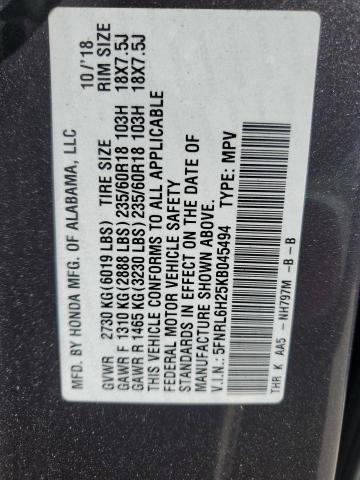 MFD. BY HONDA MFG. OF ALABAMA, LLC 10/'18
GVWR 2730 KG(6019 LBS) TIRE SIZE RIM SIZE
GAWR F 1310 KG(2888 LBS) 235/60R18 103H 18X7.5J
GAWR R 1465 KG(3230 LBS) 235/60R18 103H 18X7.5J
THIS VEHICLE CONFORMS TO ALL APPLICABLE
FEDERAL MOTOR VEHICLE SAFETY
STANDARDS IN EFFECT ON THE DATE OF
MANUFACTURE SHOWN ABOVE.
V.I.N.: 5FNRL6H25KB045494 TYPE: MPV
THR K AA5 - NH797M -B -B